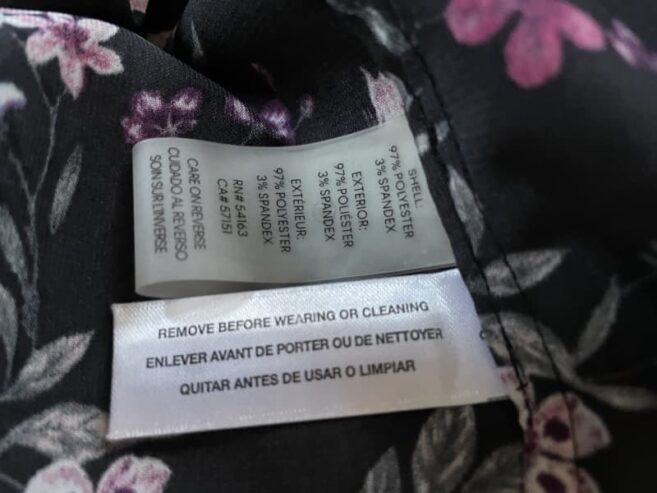 SHELL:
97% POLYESTER
3% SPANDEX
EXTERIOR:
97% POLIÉSTER
3% SPANDEX
EXTÉRIEUR:
97% POLYESTER
3% SPANDEX
RN# 54163
CA# 57151
CARE ON REVERSE
CUIDADO AL REVERSO
SOIN SUR L'INVERSE
REMOVE BEFORE WEARING OR CLEANING
ENLEVER AVANT DE PORTER OU DE NETTOYER
QUITAR ANTES DE USAR O LIMPIAR